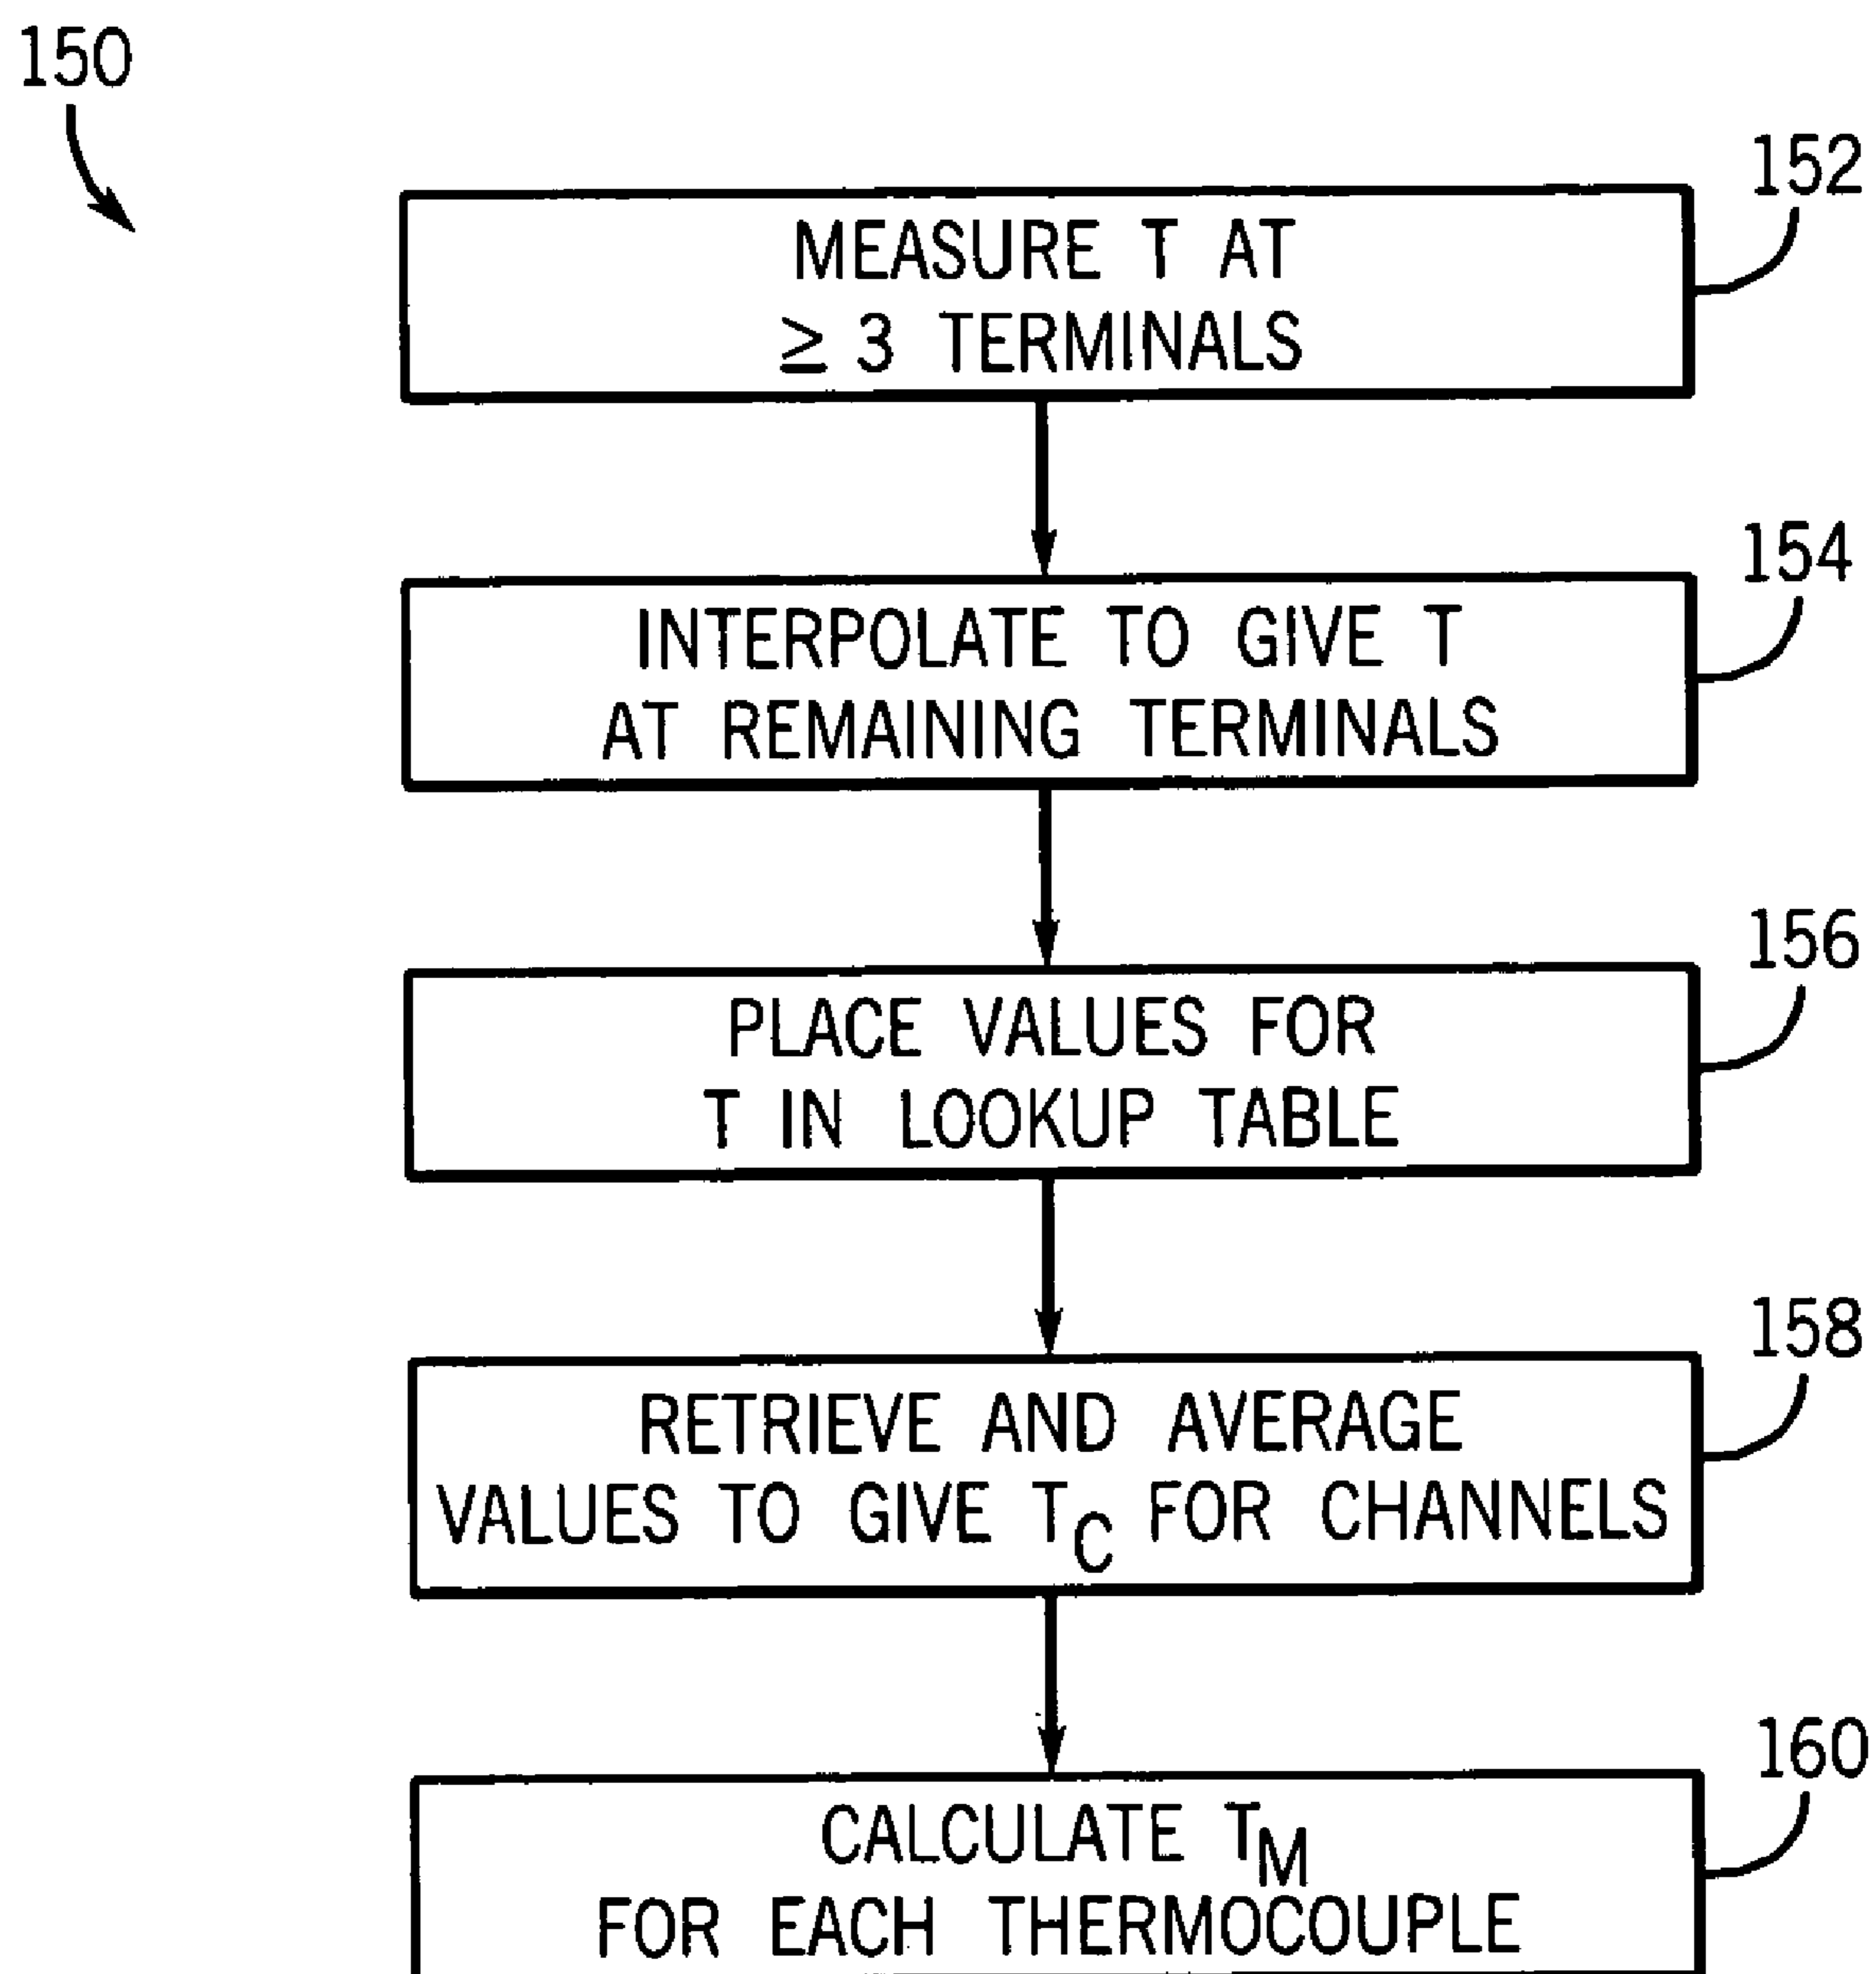 150
152
MEASURE T AT
≥ 3 TERMINALS
154
INTERPOLATE TO GIVE T
AT REMAINING TERMINALS
156
PLACE VALUES FOR
T IN LOOKUP TABLE
158
RETRIEVE AND AVERAGE
VALUES TO GIVE TC FOR CHANNELS
160
CALCULATE TM
FOR EACH THERMOCOUPLE